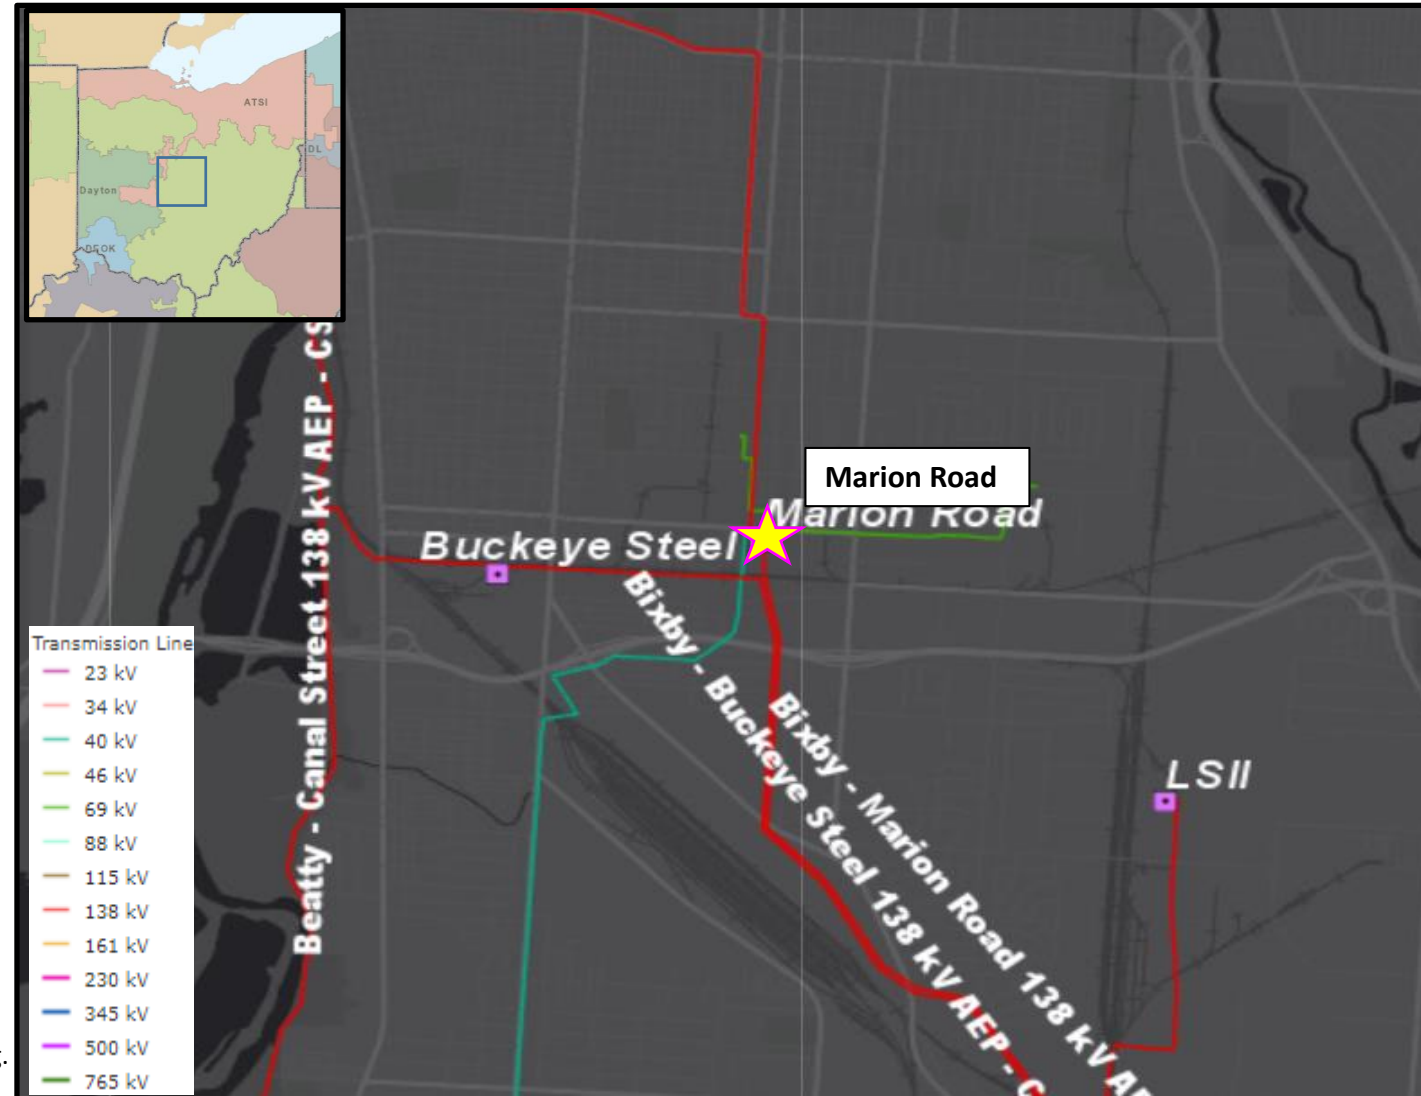 ATSI
DL
Dayton
DEOK
Marion Road
Marion Road
Buckeye Steel
Beatty - Canal Street 138 kV AEP - CS
Bixby - Buckeye Steel 138 kV AEP - C
Bixby - Marion Road 138 kV AE
LSII
Transmission Line
23 kV
34 kV
40 kV
46 kV
69 kV
88 kV
115 kV
138 kV
161 kV
230 kV
345 kV
500 kV
765 kV